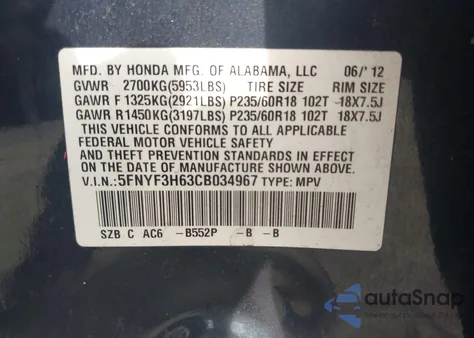 MFD. BY HONDA MFG. OF ALABAMA, LLC 06/'12
GVWR 2700KG(5953LBS) TIRE SIZE RIM SIZE
GAWR F 1325KG(2921LBS) P235/60R18 102T -18X7.5J
GAWR R1450KG(3197LBS) P235/60R18 102T 18X7.5J
THIS VEHICLE CONFORMS TO ALL APPLICABLE
FEDERAL MOTOR VEHICLE SAFETY
AND THEFT PREVENTION STANDARDS IN EFFECT
ON THE DATE OF MANUFACTURE SHOWN ABOVE.
V.I.N.:5FNYF3H63CB034967 TYPE: MPV
SZB C AC6 -B552P -B -B
autoSnap